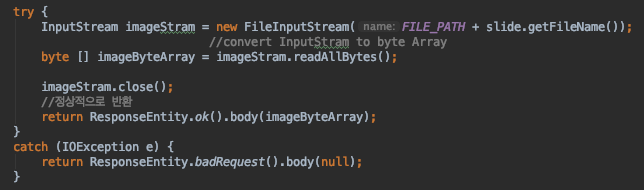 try {
InputStream imageStram = new FileInputStream( name: FILE_PATH + slide.getFileName());
//convert InputStram to byte Array
byte [] imageByteArray = imageStram.readAllBytes();
imageStram.close();
//정상적으로 반환
return ResponseEntity.ok().body(imageByteArray);
}
catch (IOException e) {
return ResponseEntity.badRequest().body(null);
}